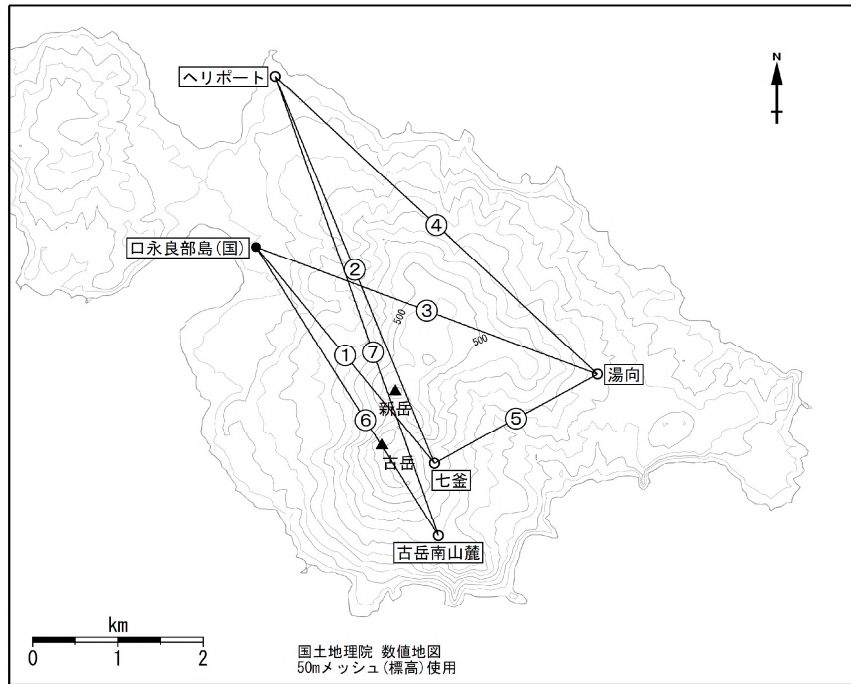 N
ヘリポート
④
口永良部島(国)
②
③
500
500
①
⑦
湯向
新岳
⑥
⑤
古岳
七釜
古岳南山麓
km
0 1 2
国土地理院 数値地図
50mメッシュ(標高)使用